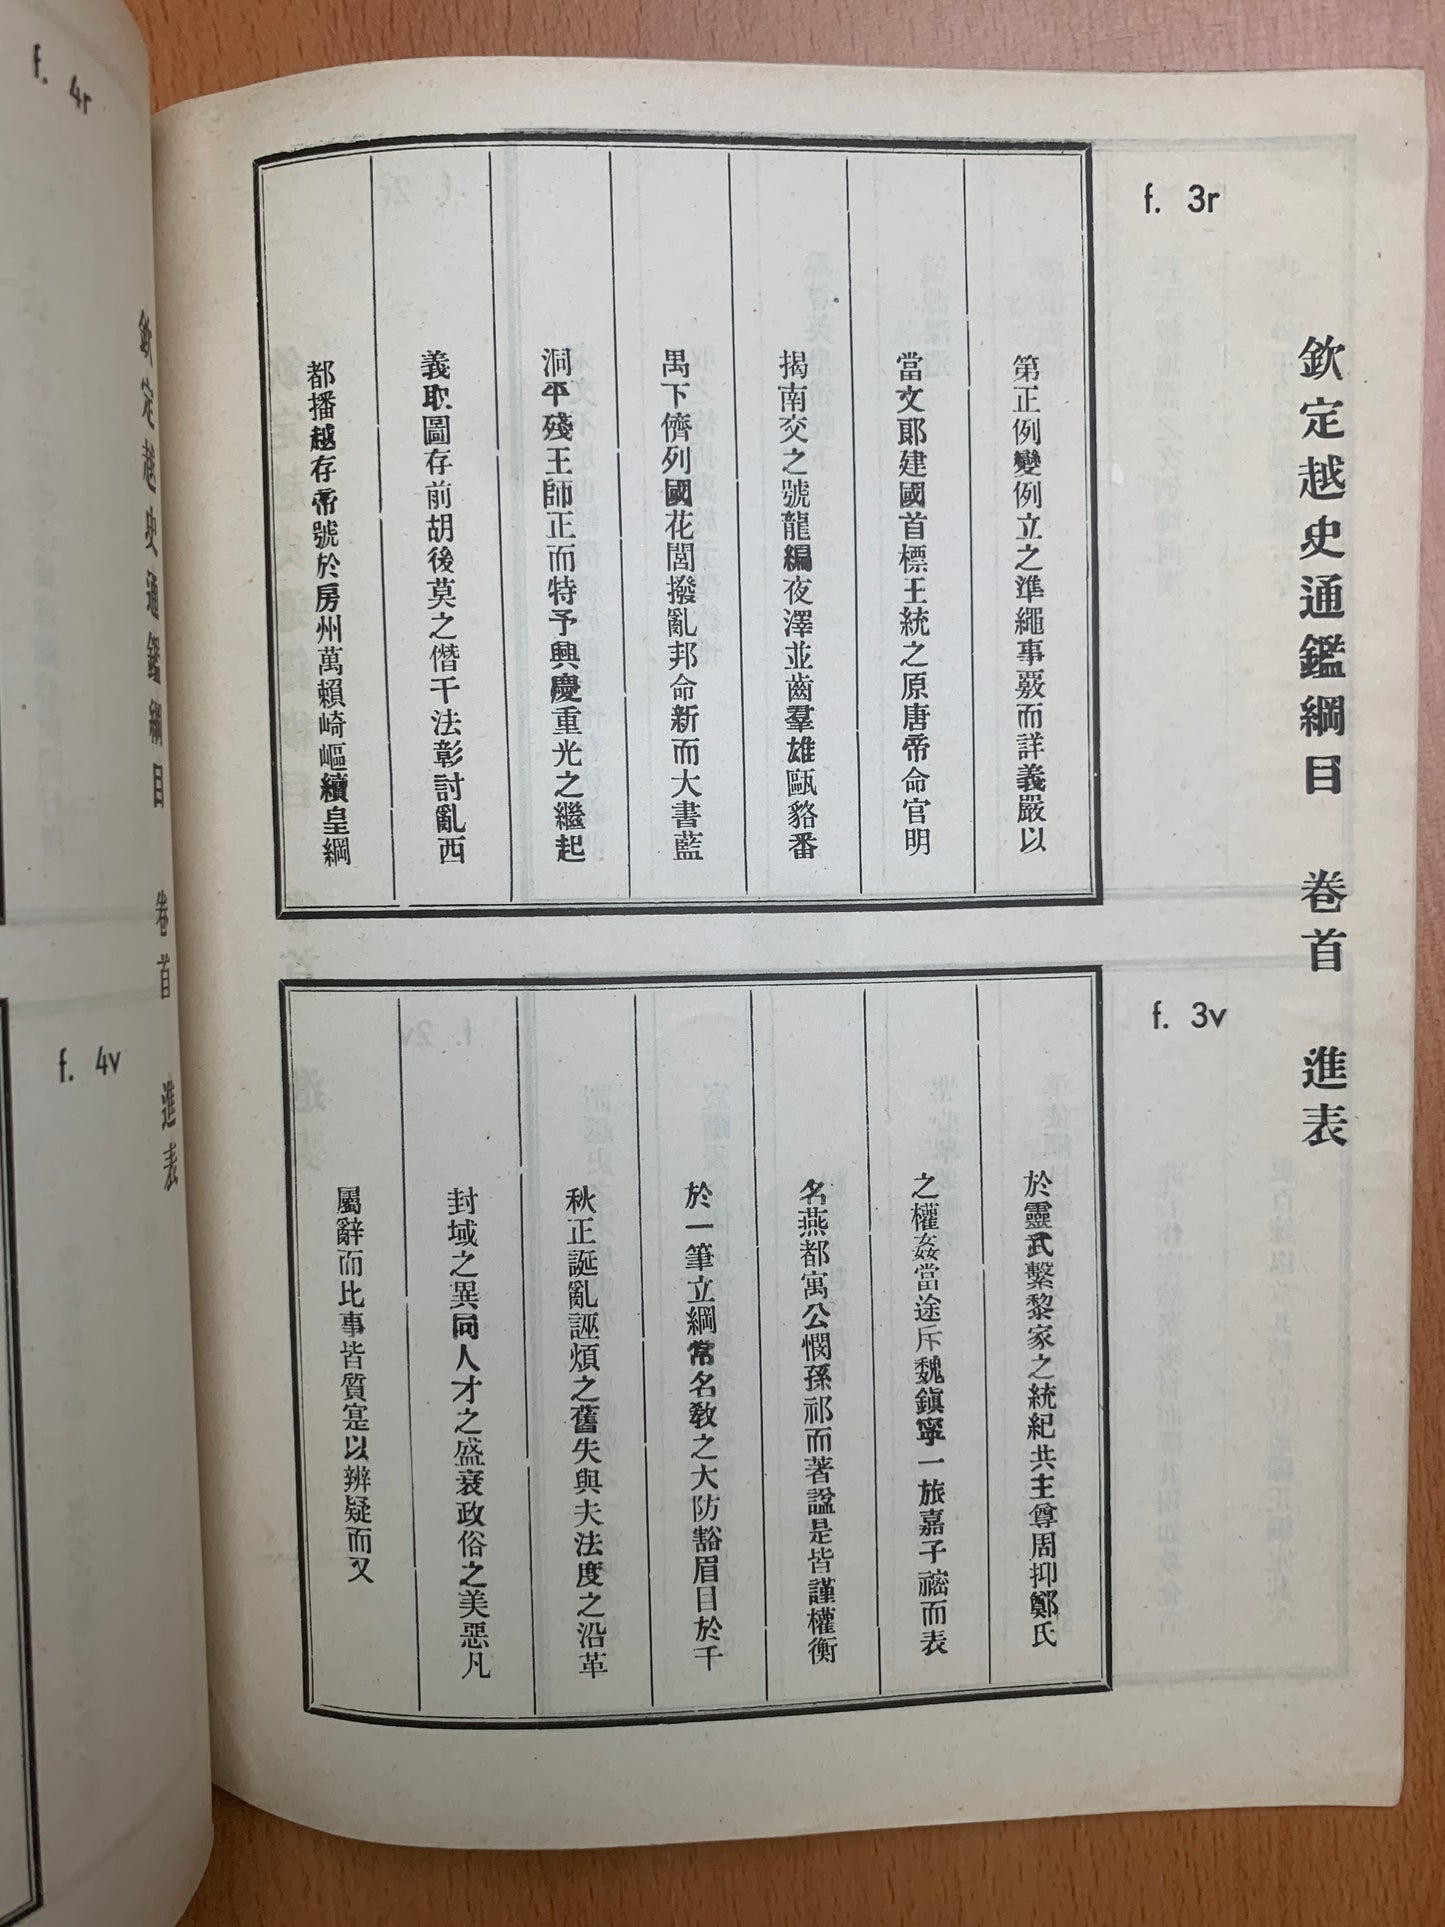 欽定越史通鑑綱目　卷首　進表
f. 3r
第正例變例立之準繩事覈而詳義嚴以
當文郞建國首標王統之原唐帝命官明
揭南交之號龍編夜澤並齒羣雄甌貉番
禺下儕列國花閭撥亂邦命新而大書藍
洞平殘王師正而特予興慶重光之繼起
義取圖存前胡後莫之僭干法彰討亂西
都播越存帝號於房州萬賴崎嶇續皇綱
f. 3v
於靈武繫黎家之統紀共主尊周抑鄭氏
之權姦當途斥魏鎭寧一旅嘉子𥛘而表
名燕都寓公憫孫祁而著諡是皆謹權衡
於一筆立綱常名敎之大防豁眉目於千
秋正誕亂誣煩之舊失與夫法度之沿革
封域之異同人才之盛衰政俗之美惡凡
屬辭而比事皆質寔以辨疑而又
f. 4r
欽定越史通鑑綱目　卷首　進表
f. 4v